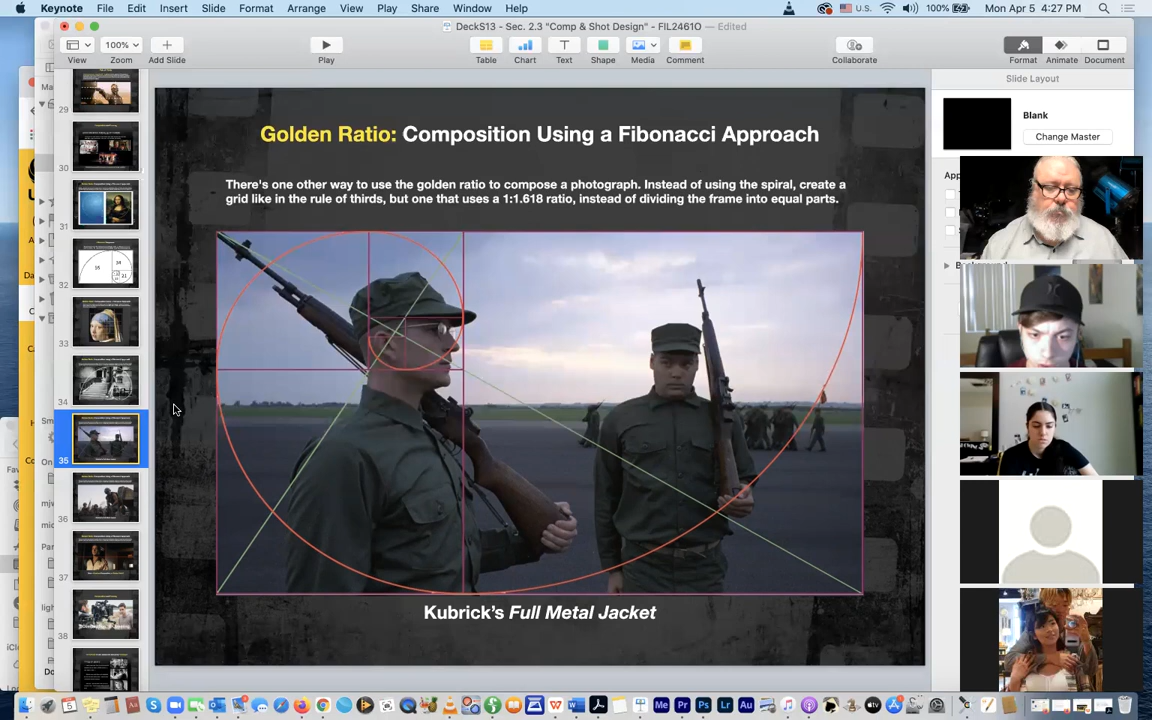 Keynote File Edit Insert Slide Format Arrange View Play Share Window Help
U.S. 100% Mon Apr 5 4:27 PM
DeckS13 - Sec. 2.3 "Comp & Shot Design" - FIL2461O — Edited
100%
View Zoom Add Slide Play Table Chart Text Shape Media Comment Collaborate Format Animate Document
Slide Layout
Blank
Change Master
29
30
31
32
33
34
35
36
37
38
Golden Ratio: Composition Using a Fibonacci Approach
There's one other way to use the golden ratio to compose a photograph. Instead of using the spiral, create a
grid like in the rule of thirds, but one that uses a 1:1.618 ratio, instead of dividing the frame into equal parts.
Kubrick's Full Metal Jacket